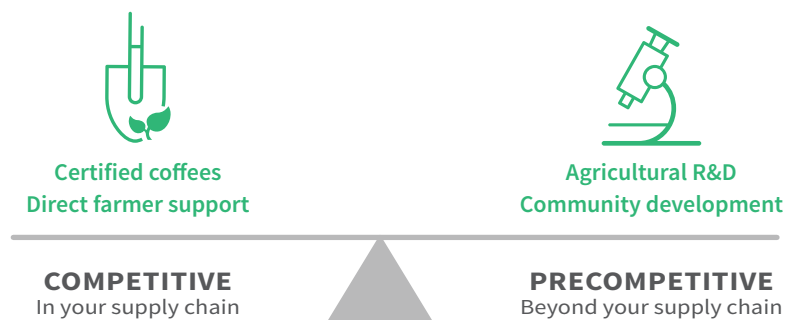 Certified coffees
Direct farmer support
Agricultural R&D
Community development
COMPETITIVE
In your supply chain
PRECOMPETITIVE
Beyond your supply chain